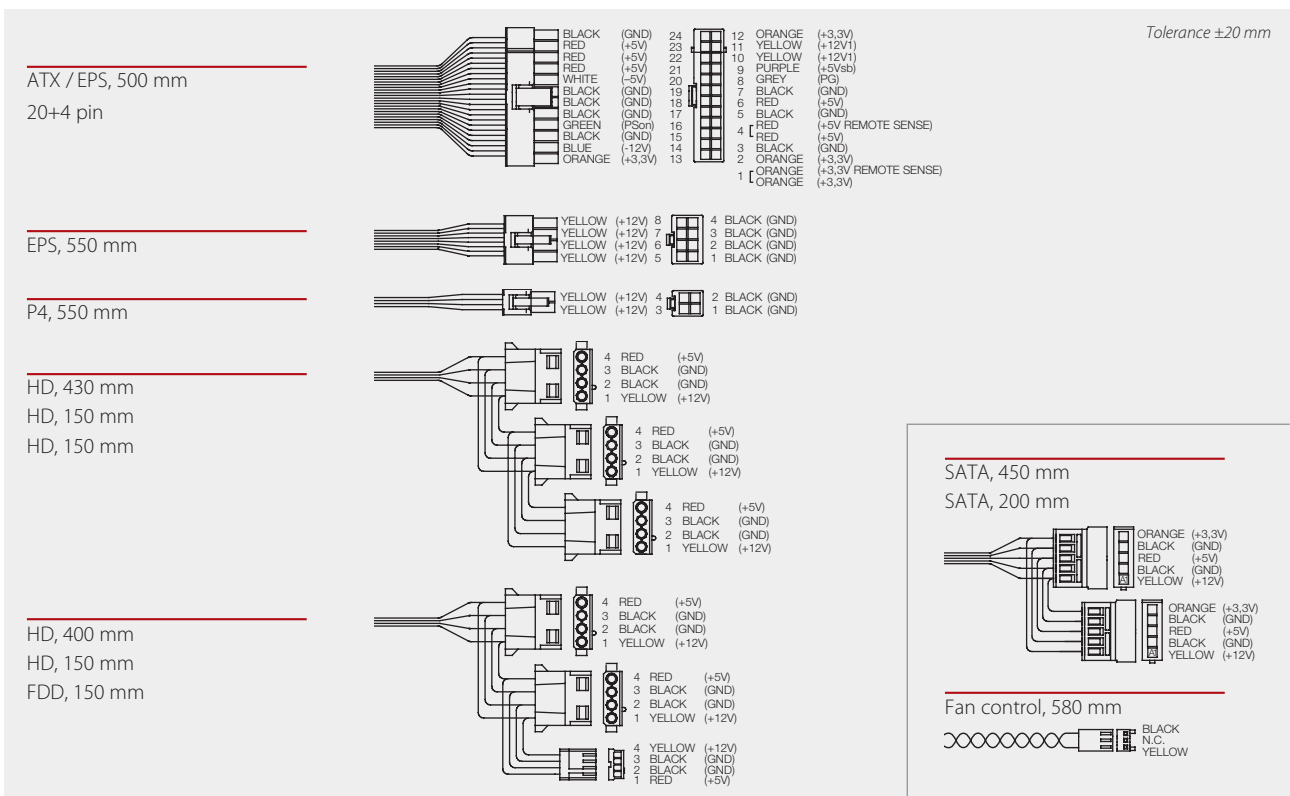 Tolerance ±20 mm
ATX / EPS, 500 mm
20+4 pin
BLACK (GND) 24
RED (+5V) 23
RED (+5V) 22
RED (+5V) 21
WHITE (–5V) 20
BLACK (GND) 19
BLACK (GND) 18
BLACK (GND) 17
GREEN (PSon) 16
BLACK (GND) 15
BLUE (-12V) 14
ORANGE (+3,3V) 13
12 ORANGE (+3,3V)
11 YELLOW (+12V1)
10 YELLOW (+12V1)
9 PURPLE (+5Vsb)
8 GREY (PG)
7 BLACK (GND)
6 RED (+5V)
5 BLACK (GND)
4 [ RED (+5V REMOTE SENSE)
RED (+5V)
3 BLACK (GND)
2 ORANGE (+3,3V)
1 [ ORANGE (+3,3V REMOTE SENSE)
ORANGE (+3,3V)
EPS, 550 mm
YELLOW (+12V) 8
YELLOW (+12V) 7
YELLOW (+12V) 6
YELLOW (+12V) 5
4 BLACK (GND)
3 BLACK (GND)
2 BLACK (GND)
1 BLACK (GND)
P4, 550 mm
YELLOW (+12V) 4
YELLOW (+12V) 3
2 BLACK (GND)
1 BLACK (GND)
HD, 430 mm
HD, 150 mm
HD, 150 mm
4 RED (+5V)
3 BLACK (GND)
2 BLACK (GND)
1 YELLOW (+12V)
4 RED (+5V)
3 BLACK (GND)
2 BLACK (GND)
1 YELLOW (+12V)
4 RED (+5V)
3 BLACK (GND)
2 BLACK (GND)
1 YELLOW (+12V)
HD, 400 mm
HD, 150 mm
FDD, 150 mm
4 RED (+5V)
3 BLACK (GND)
2 BLACK (GND)
1 YELLOW (+12V)
4 RED (+5V)
3 BLACK (GND)
2 BLACK (GND)
1 YELLOW (+12V)
4 YELLOW (+12V)
3 BLACK (GND)
2 BLACK (GND)
1 RED (+5V)
SATA, 450 mm
SATA, 200 mm
ORANGE (+3,3V)
BLACK (GND)
RED (+5V)
BLACK (GND)
YELLOW (+12V)
ORANGE (+3,3V)
BLACK (GND)
RED (+5V)
BLACK (GND)
YELLOW (+12V)
Fan control, 580 mm
BLACK
N.C.
YELLOW